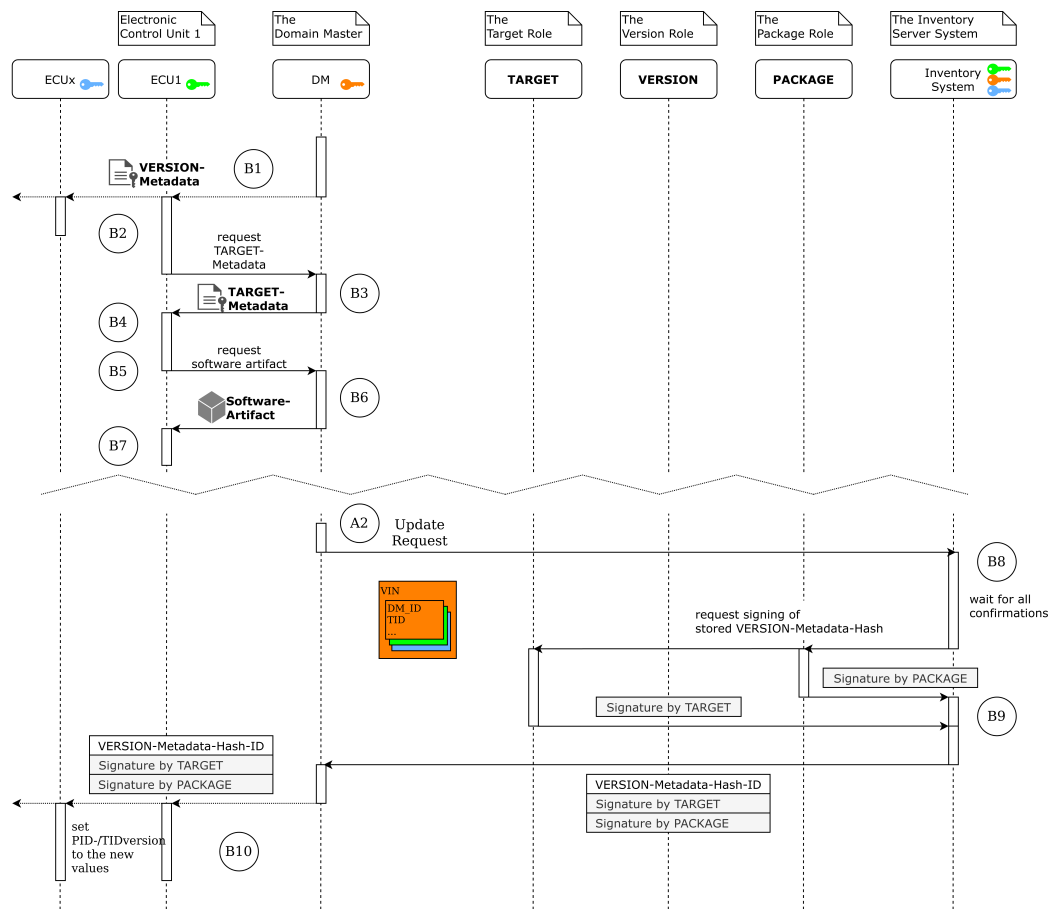 Electronic
Control Unit 1
The
Domain Master
The
Target Role
The
Version Role
The
Package Role
The Inventory
Server System
ECUx
ECU1
DM
TARGET
VERSION
PACKAGE
Inventory
System
B1
VERSION-
Metadata
B2
request
TARGET-
Metadata
B3
TARGET-
Metadata
B4
request
software artifact
B5
B6
Software-
Artifact
B7
A2
Update
Request
B8
wait for all
confirmations
VIN
DM_ID
TID
...
request signing of
stored VERSION-Metadata-Hash
Signature by PACKAGE
Signature by TARGET
B9
VERSION-Metadata-Hash-ID
Signature by TARGET
Signature by PACKAGE
VERSION-Metadata-Hash-ID
Signature by TARGET
Signature by PACKAGE
set
PID-/TIDversion
to the new
values
B10